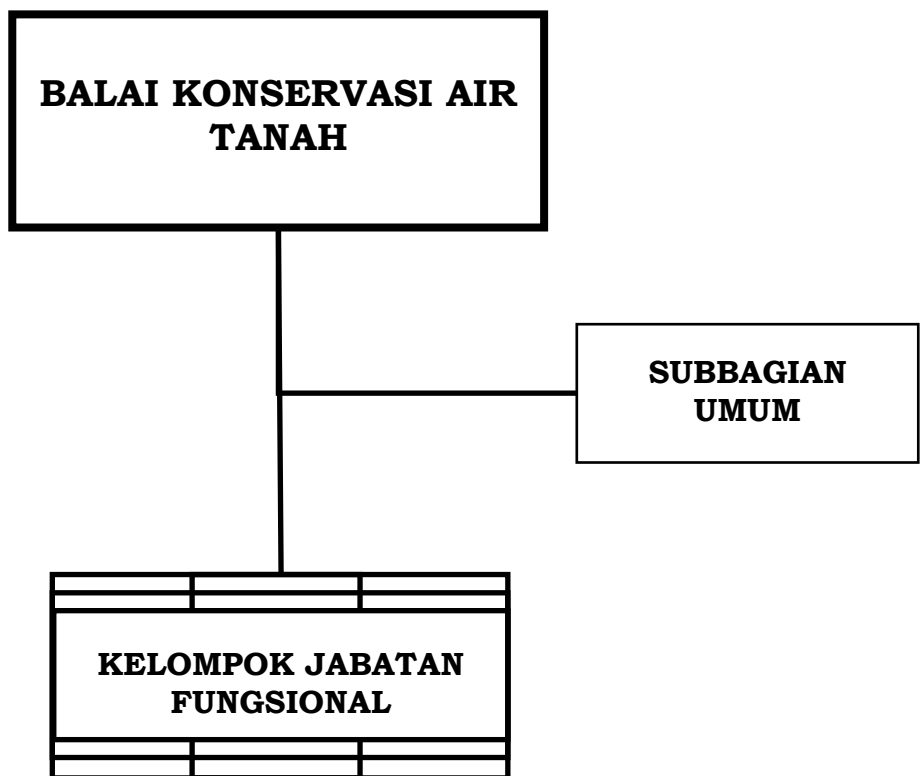 BALAI KONSERVASI AIR
TANAH
SUBBAGIAN
UMUM
KELOMPOK JABATAN
FUNGSIONAL